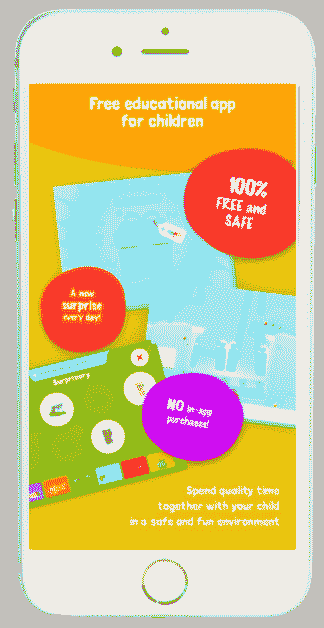 Free educational app
for children
100%
FREE and
SAFE
A new
surprise
every day!
NO in app
purchases!
Spend quality time
together with your child
in a safe and fun environment